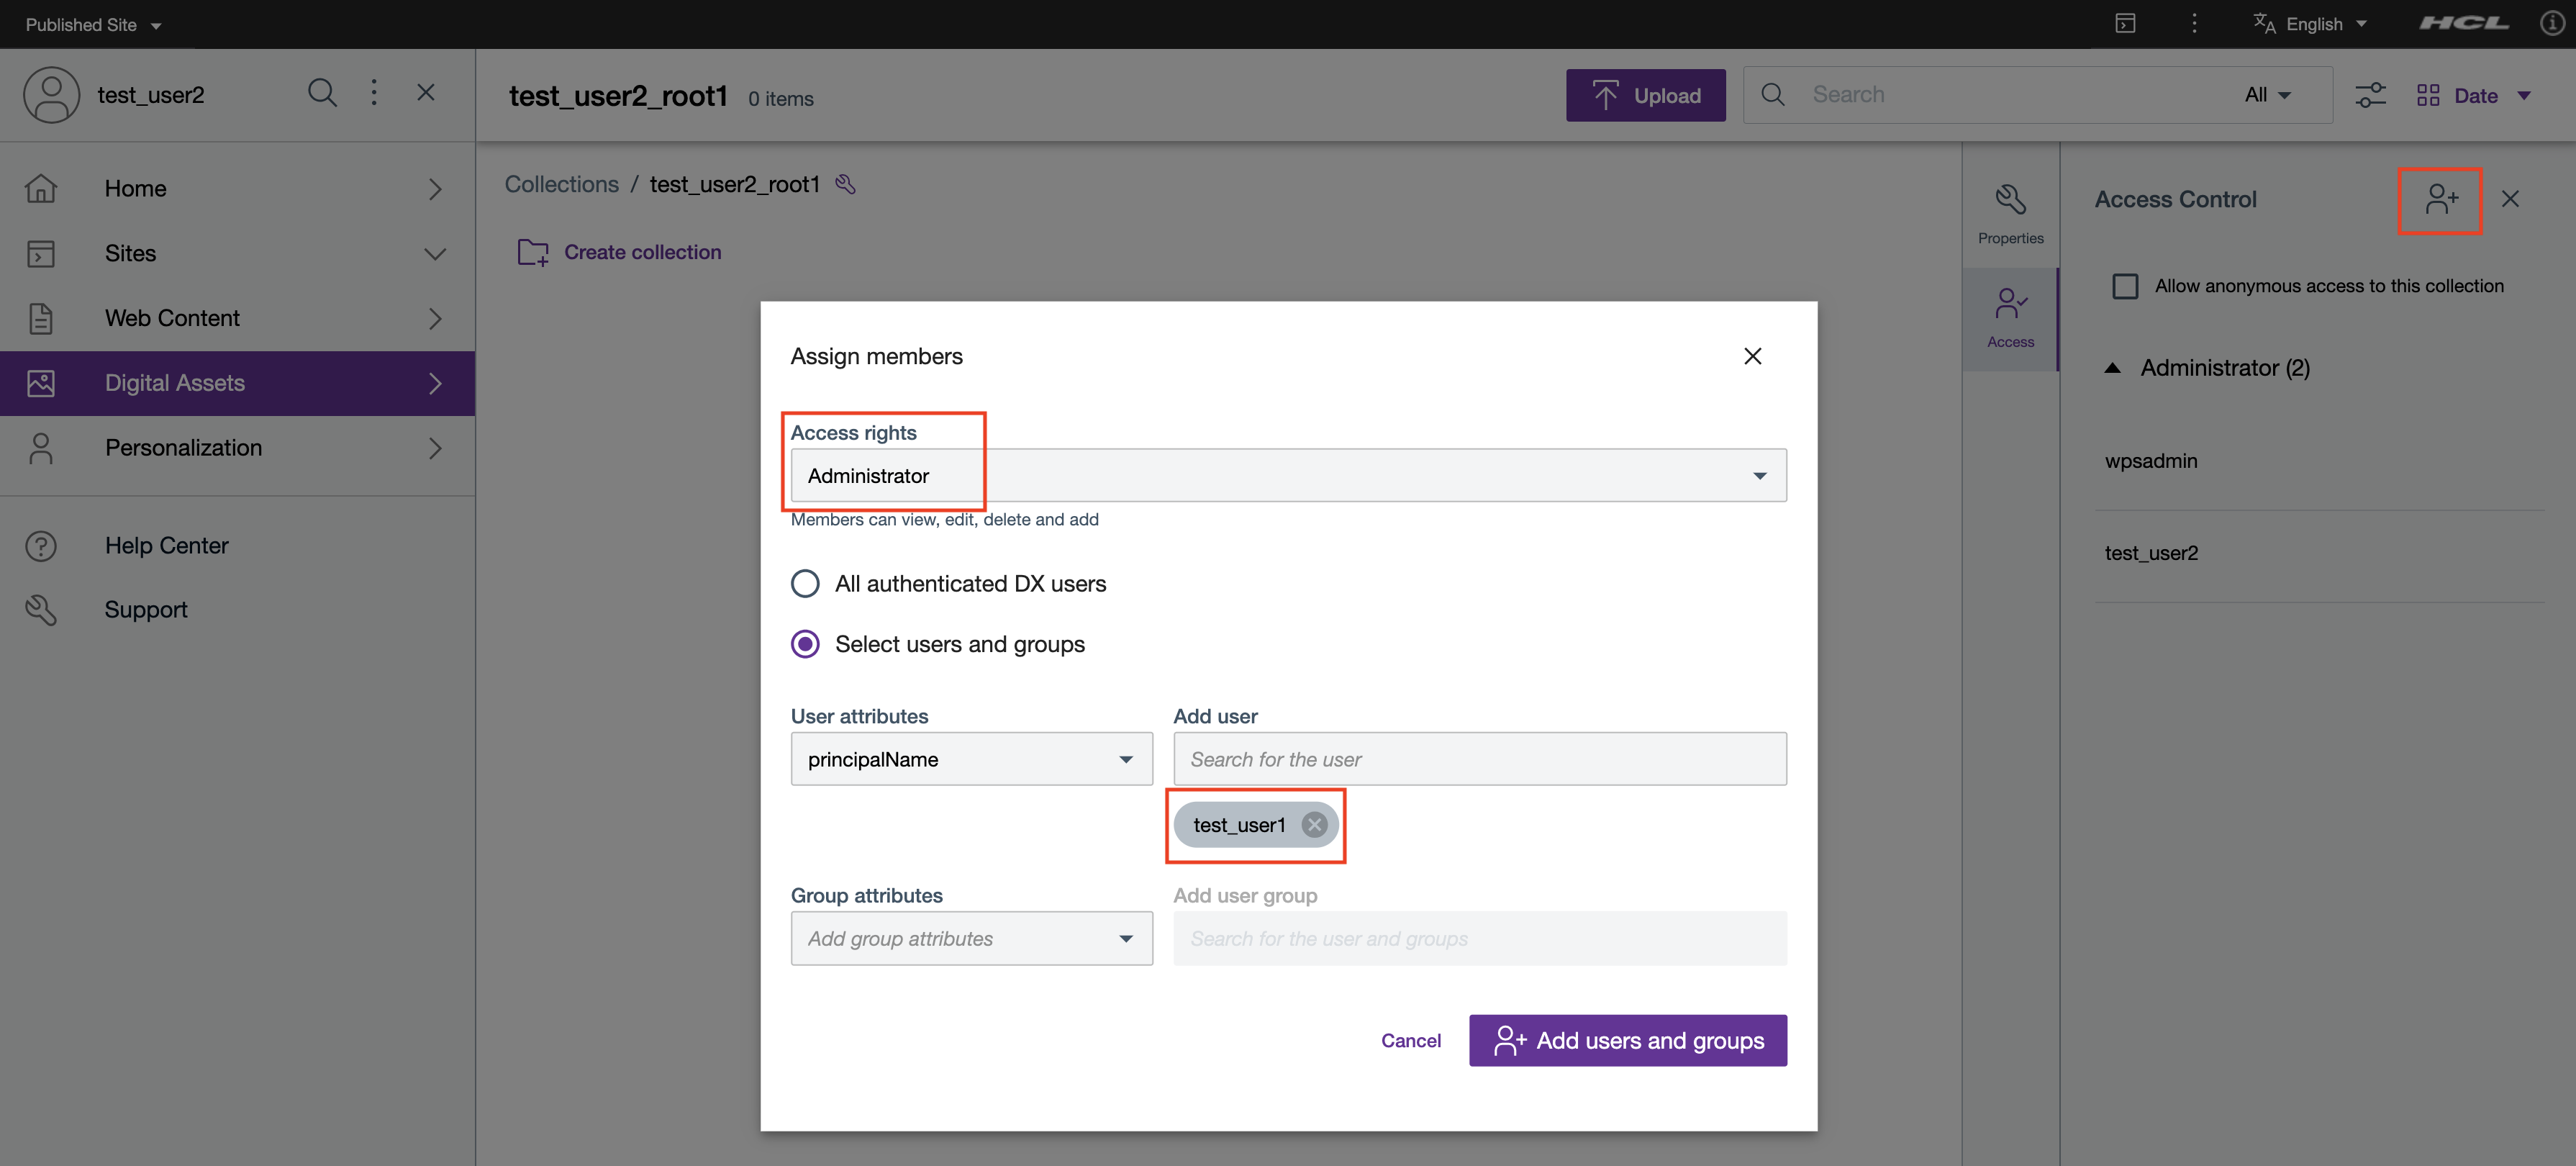 Published Site
English
HCL
test_user2
test_user2_root1 0 items
Upload
Search
All
Date
Home
Sites
Web Content
Digital Assets
Personalization
Help Center
Support
Collections / test_user2_root1
Create collection
Properties
Access
Access Control
Allow anonymous access to this collection
Administrator (2)
wpsadmin
test_user2
Assign members
Access rights
Administrator
Members can view, edit, delete and add
All authenticated DX users
Select users and groups
User attributes
principalName
Add user
Search for the user
test_user1
Group attributes
Add group attributes
Add user group
Search for the user and groups
Cancel
Add users and groups